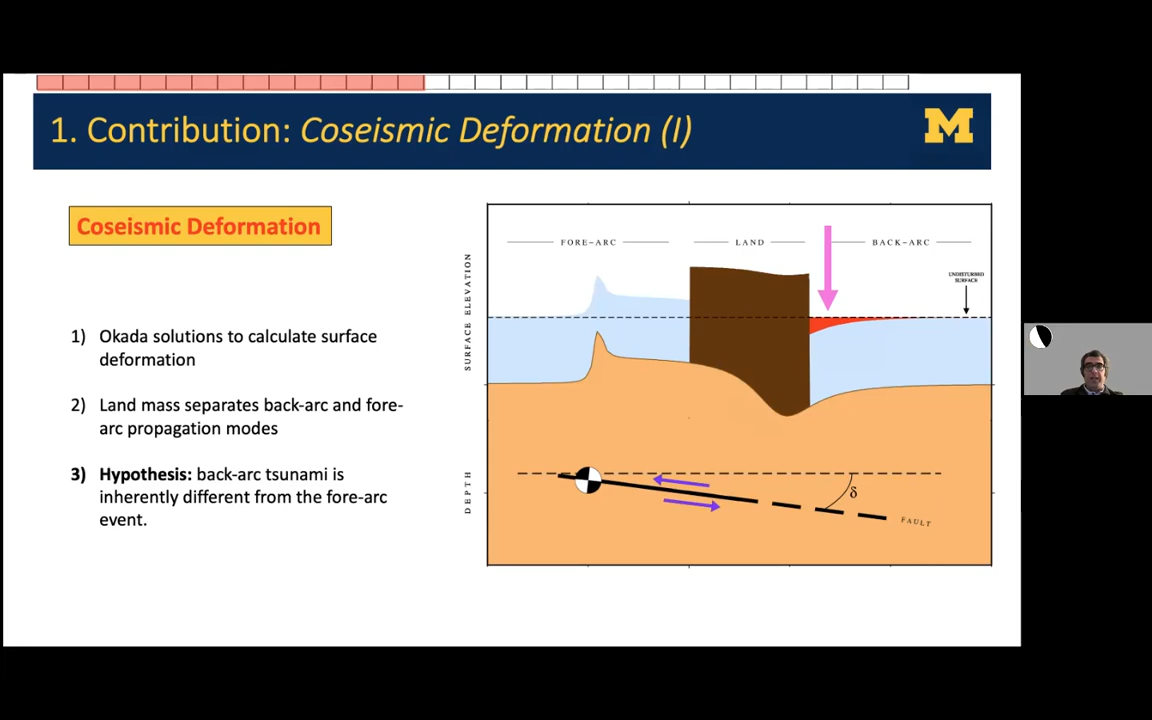 1. Contribution: Coseismic Deformation (I)
M
Coseismic Deformation
1) Okada solutions to calculate surface
deformation
2) Land mass separates back-arc and fore-
arc propagation modes
3) Hypothesis: back-arc tsunami is
inherently different from the fore-arc
event.
FORE-ARC
LAND
BACK-ARC
UNDISTURBED
SURFACE
SURFACE ELEVATION
DEPTH
δ
FAULT